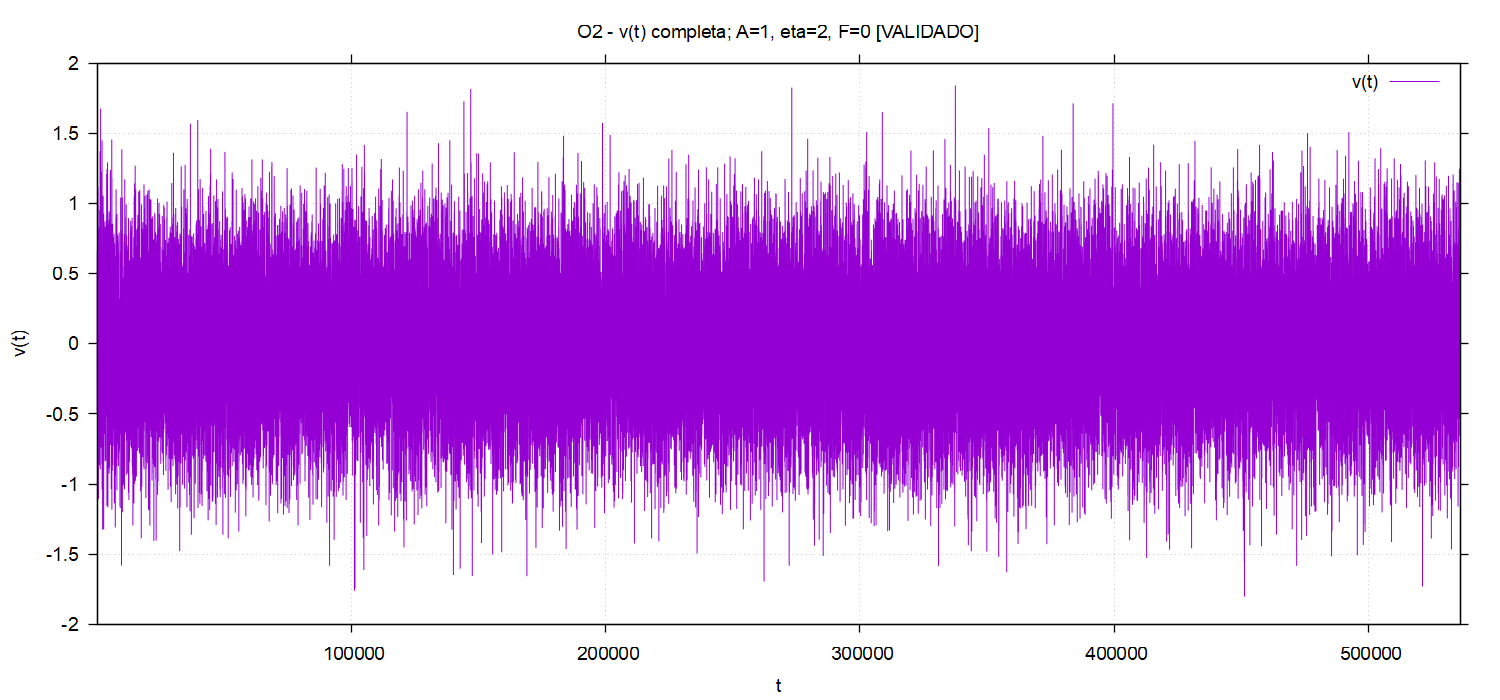 O2 - v(t) completa; A=1, eta=2, F=0 [VALIDADO]
v(t)
2
1.5
1
0.5
0
-0.5
-1
-1.5
-2
v(t)
100000 200000 300000 400000 500000
t